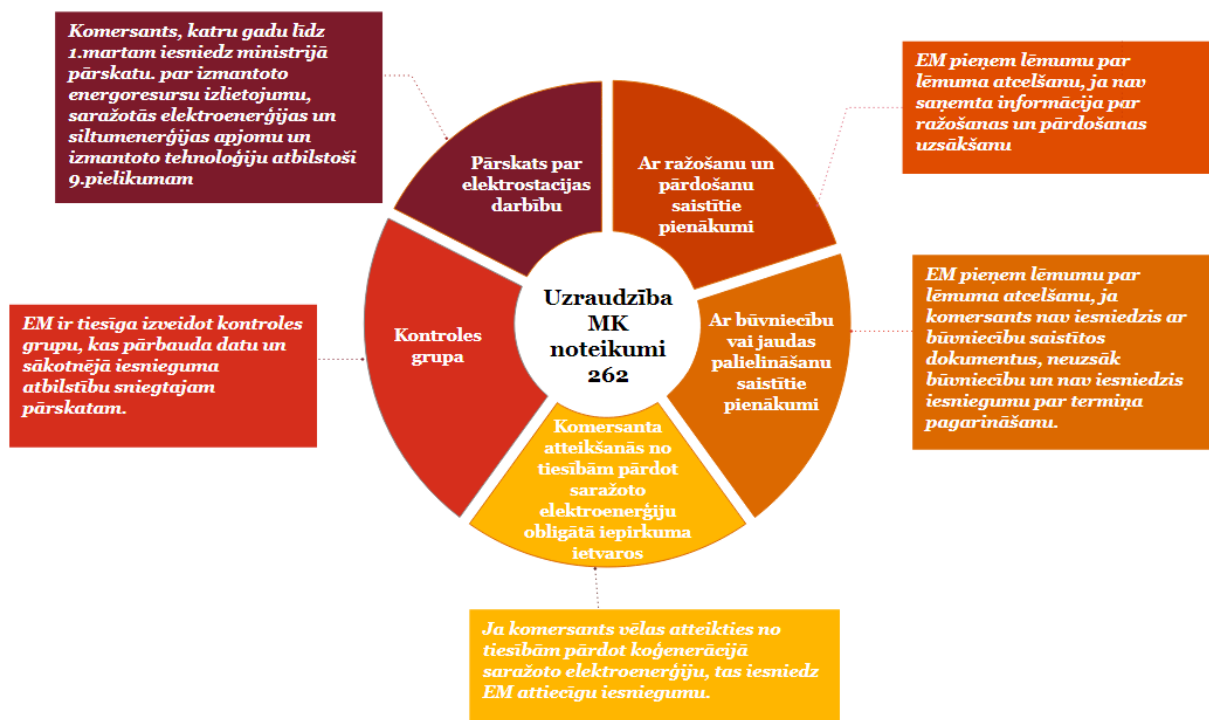 Komersants, katru gadu līdz
1.martam iesniedz ministrijā
pārskatu. par izmantoto
energoresursu izlietojumu,
saražotās elektroenerģijas un
siltumenerģijas apjomu un
izmantoto tehnoloģiju atbilstoši
9.pielikumam
EM pieņem lēmumu par
lēmuma atcelšanu, ja nav
saņemta informācija par
ražošanas un pārdošanas
uzsākšanu
Pārskats par
elektrostacijas
darbību
Ar ražošanu un
pārdošanu
saistītie
pienākumi
Uzraudzība
MK
noteikumi
262
EM ir tiesīga izveidot kontroles
grupu, kas pārbauda datu un
sākotnējā iesnieguma
atbilstību sniegtajam
pārskatam.
Kontroles
grupa
Ar būvniecību
vai jaudas
palielināšanu
saistītie
pienākumi
EM pieņem lēmumu par
lēmuma atcelšanu, ja
komersants nav iesniedzis ar
būvniecību saistītos
dokumentus, neuzsāk
būvniecību un nav iesniedzis
iesniegumu par termiņa
pagarināšanu.
Komersanta
atteikšanās no
tiesībām pārdot
saražoto
elektroenerģiju
obligātā iepirkuma
ietvaros
Ja komersants vēlas atteikties no
tiesībām pārdot koģenerācijā
saražoto elektroenerģiju, tas iesniedz
EM attiecīgu iesniegumu.